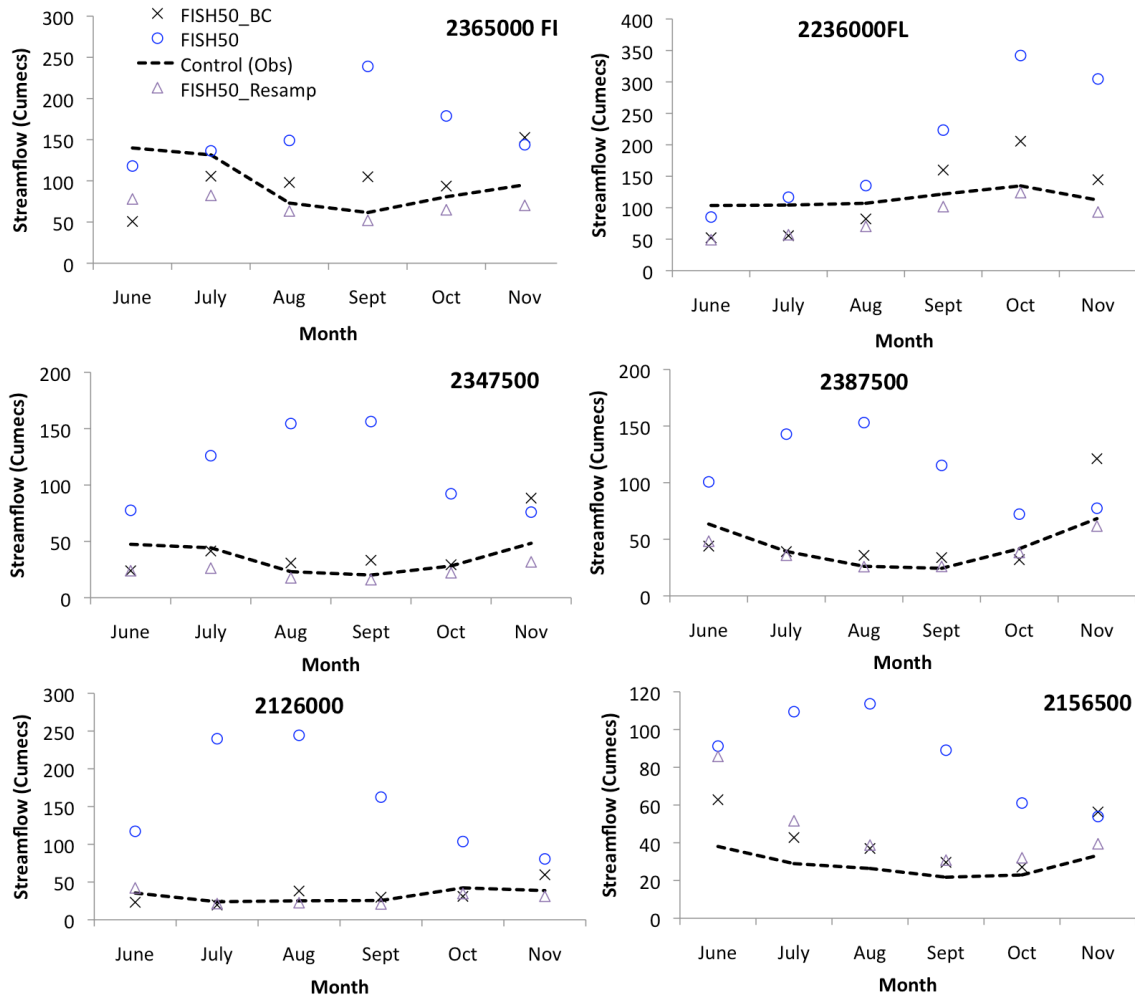 FISH50_BC
FISH50
Control (Obs)
FISH50_Resamp
2365000 Fl
Streamflow (Cumecs)
300
250
200
150
100
50
0
June July Aug Sept Oct Nov
Month
2236000FL
Streamflow (Cumecs)
400
350
300
250
200
150
100
50
0
June July Aug Sept Oct Nov
Month
2347500
Streamflow (Cumecs)
200
150
100
50
0
June July Aug Sept Oct Nov
Month
2387500
Streamflow (Cumecs)
200
150
100
50
0
June July Aug Sept Oct Nov
Month
2126000
Streamflow (Cumecs)
300
250
200
150
100
50
0
June July Aug Sept Oct Nov
Month
2156500
Streamflow (Cumecs)
120
100
80
60
40
20
0
June July Aug Sept Oct Nov
Month